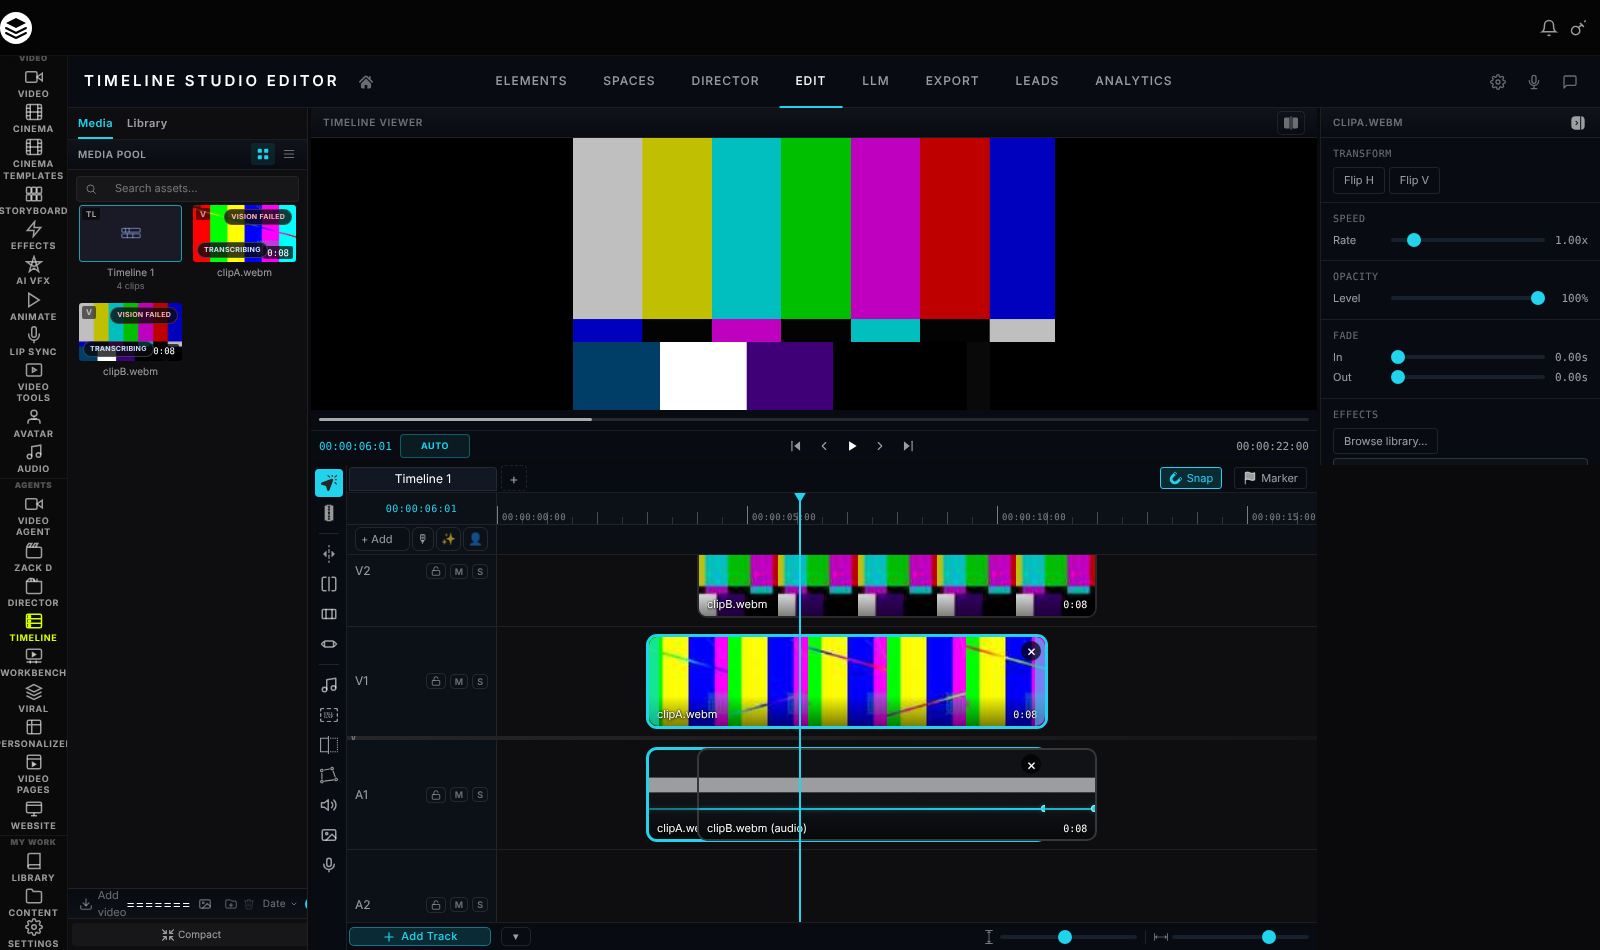 TIMELINE STUDIO EDITOR
ELEMENTS
SPACES
DIRECTOR
EDIT
LLM
EXPORT
LEADS
ANALYTICS
VIDEO
VIDEO
CINEMA
CINEMA
TEMPLATES
STORYBOARD
EFFECTS
AI VFX
ANIMATE
LIP SYNC
VIDEO
TOOLS
AVATAR
AUDIO
AGENTS
VIDEO
AGENT
ZACK D
DIRECTOR
TIMELINE
WORKBENCH
VIRAL
PERSONALIZE
VIDEO
PAGES
WEBSITE
MY WORK
LIBRARY
CONTENT
SETTINGS
Media
Library
MEDIA POOL
Search assets...
TL
Timeline 1
4 clips
V
VISION FAILED
TRANSCRIBING
0:08
clipA.webm
V
VISION FAILED
TRANSCRIBING
0:08
clipB.webm
Add
video
=======
Date
Compact
TIMELINE VIEWER
00:00:06:01
AUTO
00:00:22:00
CLIPA.WEBM
TRANSFORM
Flip H
Flip V
SPEED
Rate
1.00x
OPACITY
Level
100%
FADE
In
0.00s
Out
0.00s
EFFECTS
Browse library...
Timeline 1
+
Snap
Marker
00:00:06:01
00:00:00:00
00:00:05:00
00:00:10:00
00:00:15:00
+ Add
V2
M
S
clipB.webm
0:08
V1
M
S
clipA.webm
0:08
A1
M
S
clipA.we
clipB.webm (audio)
0:08
A2
M
S
+ Add Track